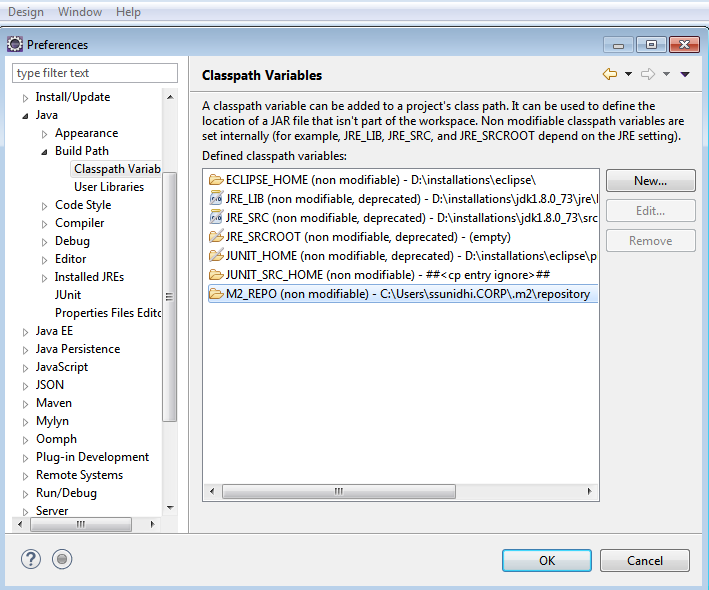 Design Window Help
Preferences
type filter text
Install/Update
Java
Appearance
Build Path
Classpath Variab
User Libraries
Code Style
Compiler
Debug
Editor
Installed JREs
JUnit
Properties Files Edito
Java EE
Java Persistence
JavaScript
JSON
Maven
Mylyn
Oomph
Plug-in Development
Remote Systems
Run/Debug
Server
Classpath Variables
A classpath variable can be added to a project's class path. It can be used to define the
location of a JAR file that isn't part of the workspace. Non modifiable classpath variables are
set internally (for example, JRE_LIB, JRE_SRC, and JRE_SRCROOT depend on the JRE setting).
Defined classpath variables:
ECLIPSE_HOME (non modifiable) - D:\installations\eclipse\
JRE_LIB (non modifiable, deprecated) - D:\installations\jdk1.8.0_73\jre\l
JRE_SRC (non modifiable, deprecated) - D:\installations\jdk1.8.0_73\src
JRE_SRCROOT (non modifiable, deprecated) - (empty)
JUNIT_HOME (non modifiable, deprecated) - D:\installations\eclipse\p
JUNIT_SRC_HOME (non modifiable) - ##<cp entry ignore>##
M2_REPO (non modifiable) - C:\Users\ssunidhi.CORP\.m2\repository
New...
Edit...
Remove
OK
Cancel